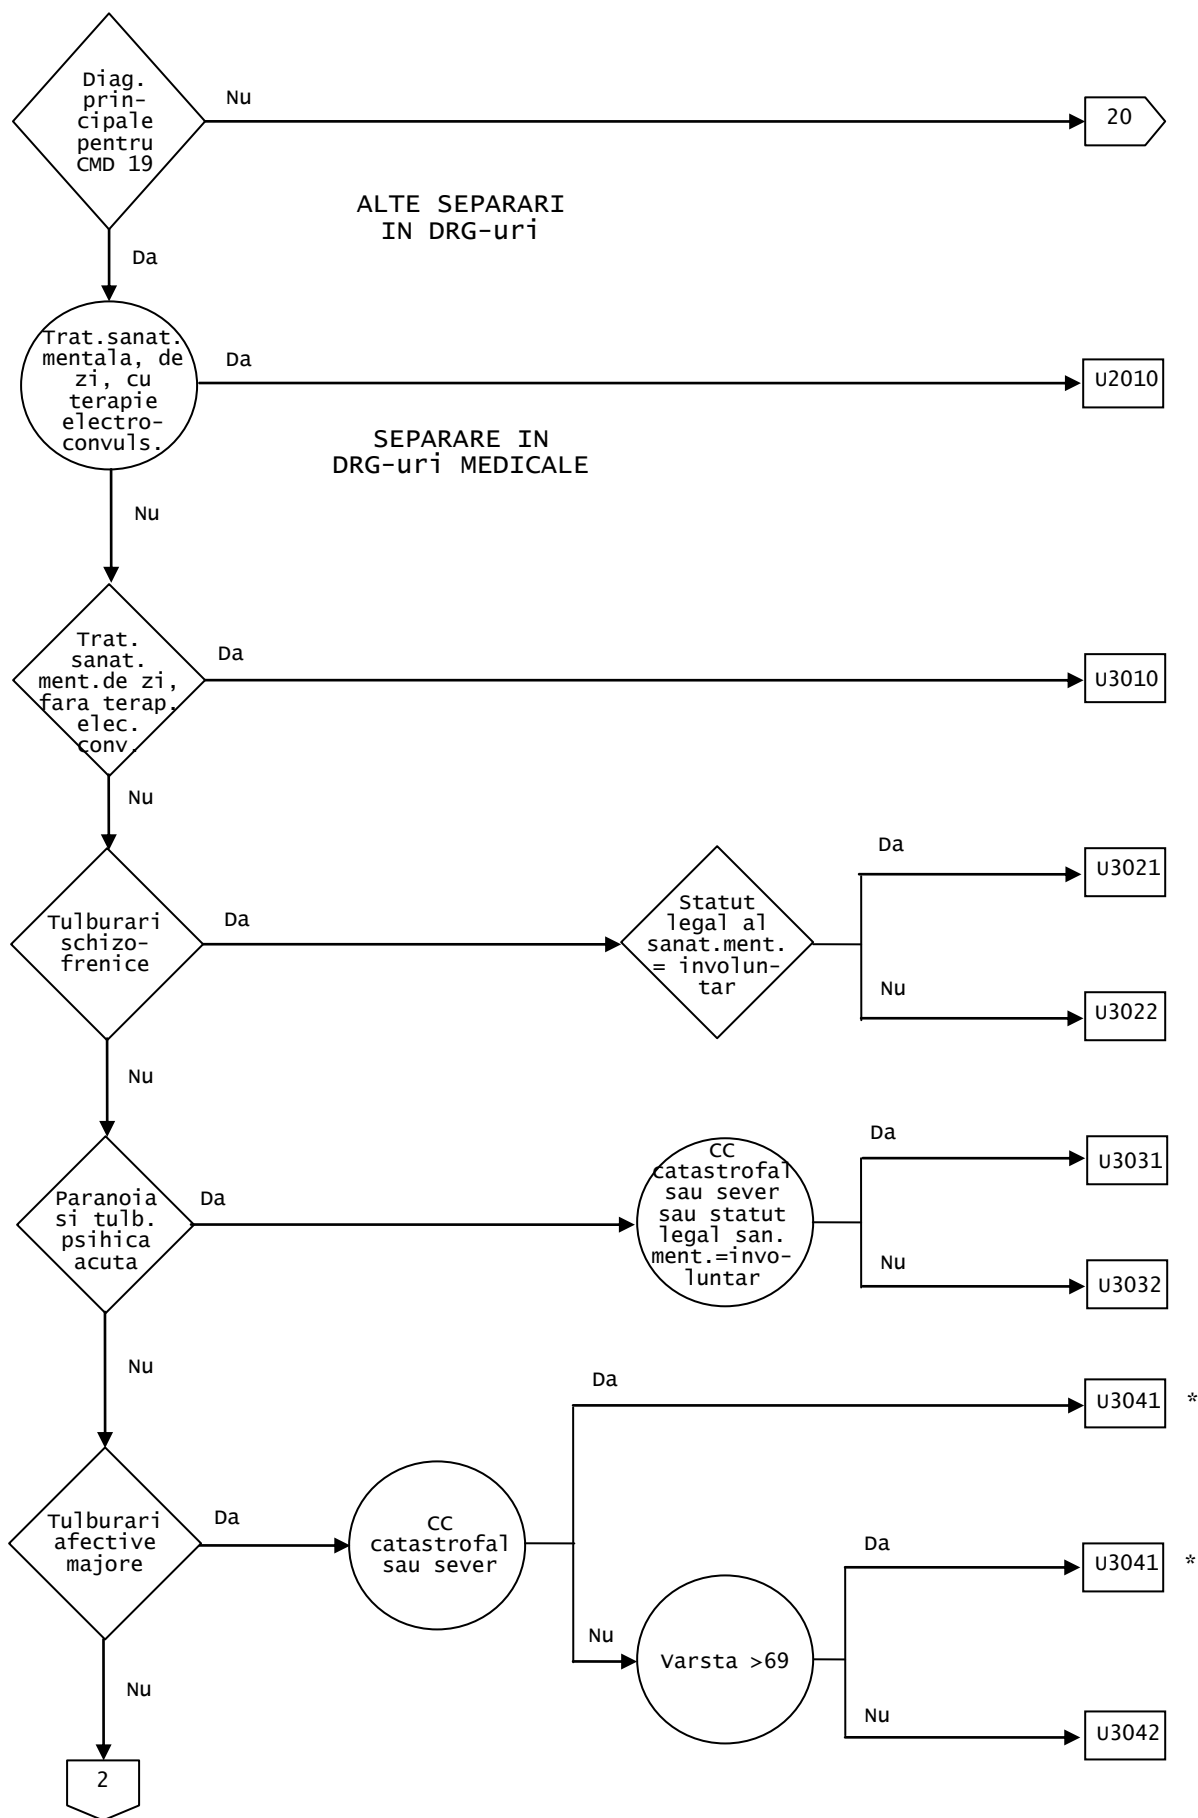 Diag.
prin-
cipale
pentru
CMD 19
Nu
20
ALTE SEPARARI
IN DRG-uri
Da
Trat.sanat.
mentala, de
zi, cu
terapie
electro-
convuls.
Da
U2010
SEPARARE IN
DRG-uri MEDICALE
Nu
Trat.
sanat.
ment.de zi,
fara terap.
elec.
conv.
Da
U3010
Nu
Tulburari
schizo-
frenice
Da
Statut
legal al
sanat.ment.
= involun-
tar
Da
U3021
Nu
U3022
Nu
Paranoia
si tulb.
psihica
acuta
Da
CC
catastrofal
sau sever
sau statut
legal san.
ment.=invo-
luntar
Da
U3031
Nu
U3032
Nu
Tulburari
afective
majore
Da
CC
catastrofal
sau sever
Da
U3041 *
Nu
Varsta >69
Da
U3041 *
Nu
U3042
Nu
2